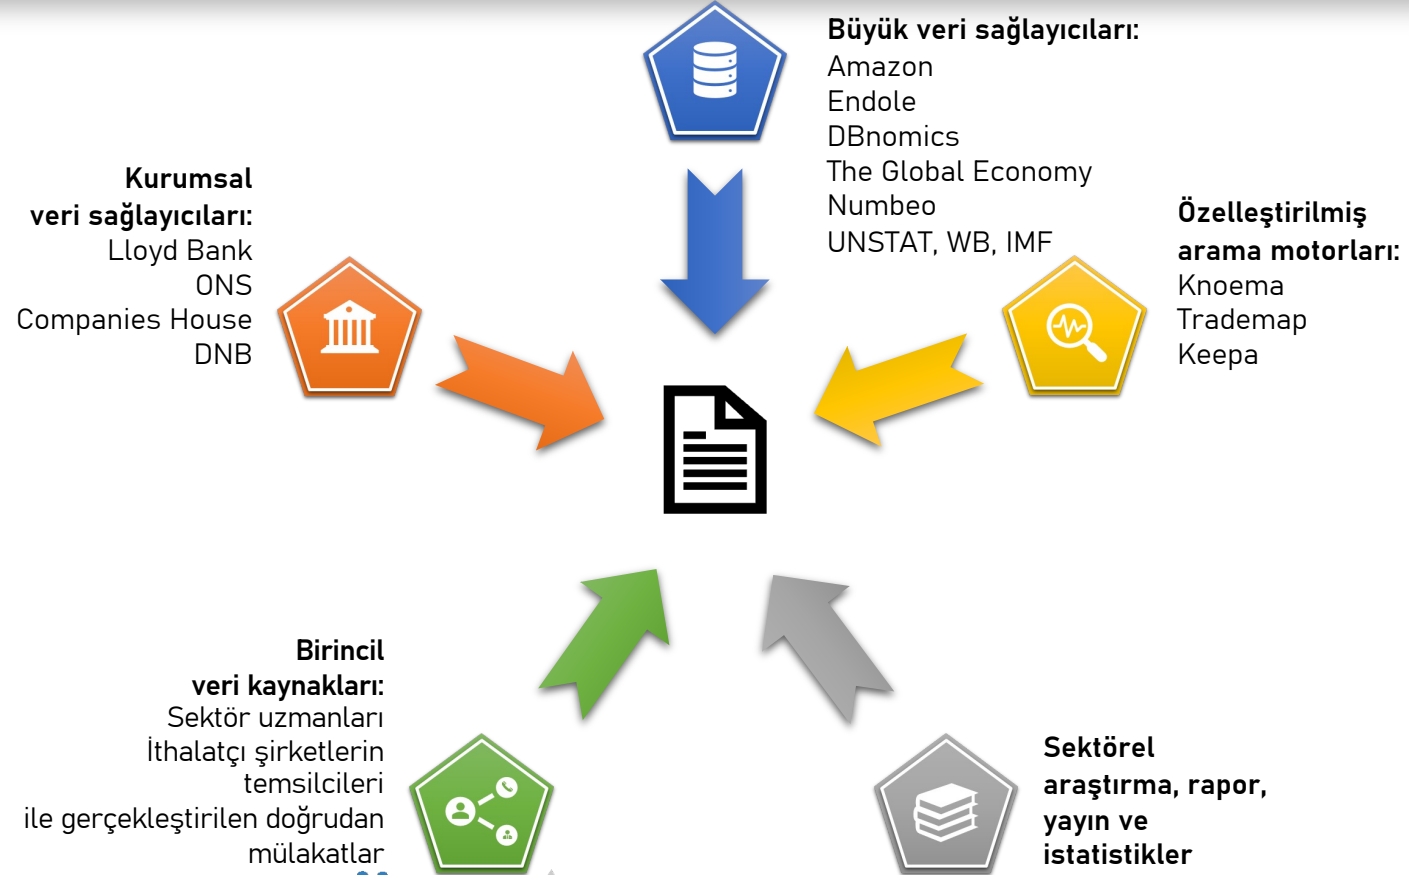 Büyük veri sağlayıcıları:
Amazon
Endole
DBnomics
The Global Economy
Numbeo
UNSTAT, WB, IMF
Kurumsal
veri sağlayıcıları:
Lloyd Bank
ONS
Companies House
DNB
Özelleştirilmiş
arama motorları:
Knoema
Trademap
Keepa
Birincil
veri kaynakları:
Sektör uzmanları
İthalatçı şirketlerin
temsilcileri
ile gerçekleştirilen doğrudan
mülakatlar
Sektörel
araştırma, rapor,
yayın ve
istatistikler